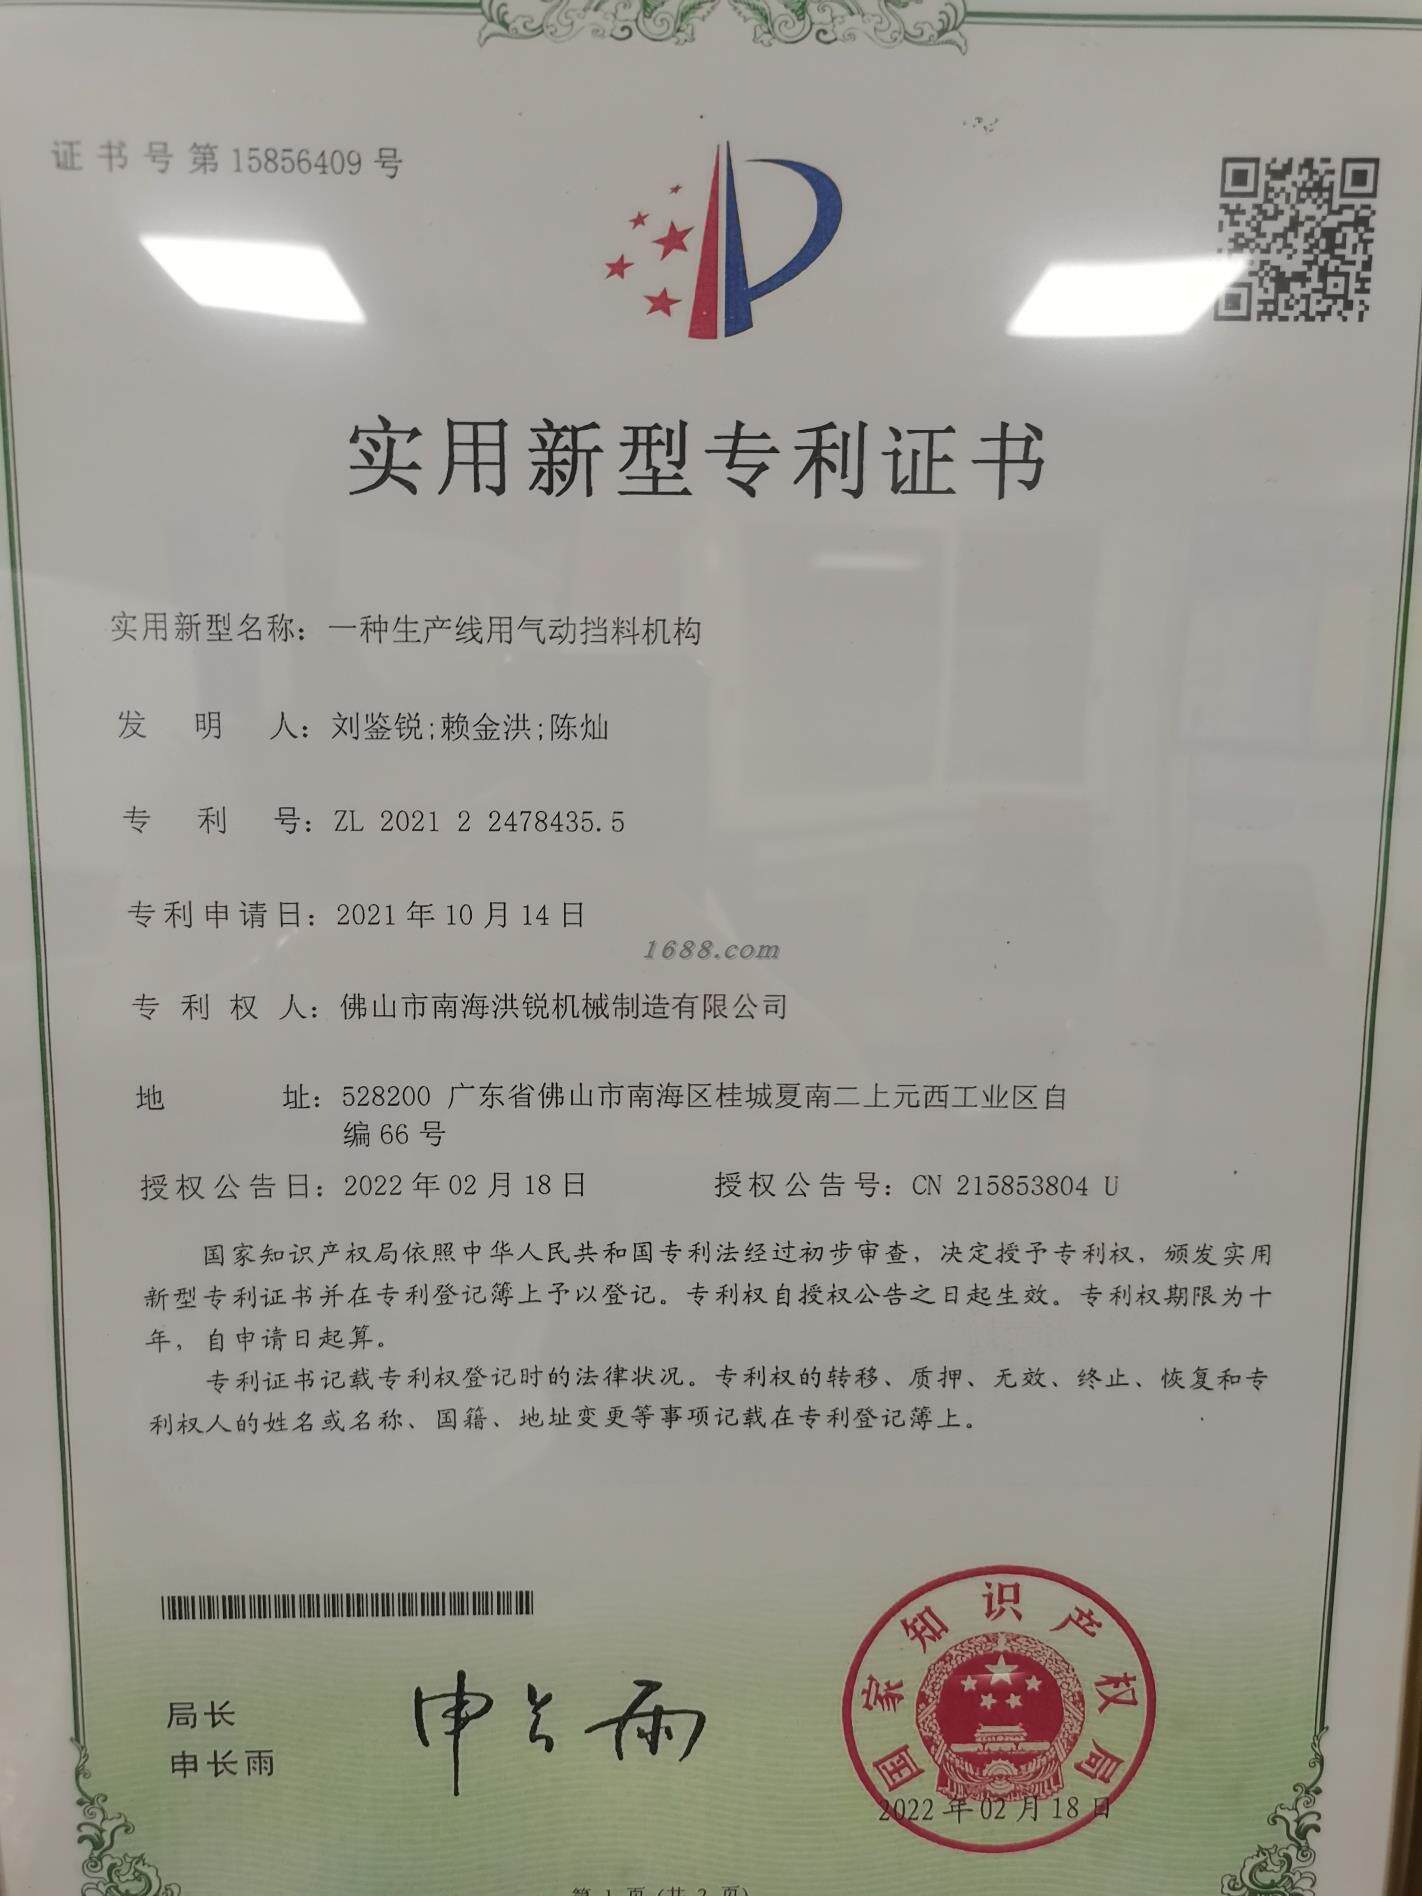 证书号第15856409号
实用新型专利证书
实用新型名称：一种生产线用气动挡料机构
发明人：刘鉴锐;赖金洪;陈灿
专利号：ZL 2021 2 2478435.5
专利申请日：2021年10月14日
1688.com
专利权人：佛山市南海洪锐机械制造有限公司
地址：528200 广东省佛山市南海区桂城夏南二上元西工业区自
编66号
授权公告日：2022年02月18日 授权公告号：CN 215853804 U
国家知识产权局依照中华人民共和国专利法经过初步审查，决定授予专利权，颁发实用
新型专利证书并在专利登记簿上予以登记。专利权自授权公告之日起生效。专利权期限为十
年，自申请日起算。
专利证书记载专利权登记时的法律状况。专利权的转移、质押、无效、终止、恢复和专
利权人的姓名或名称、国籍、地址变更等事项记载在专利登记簿上。
局长
申长雨
申长雨
国家知识产权局
2022年02月18日
第 1 页 (共 2 页)